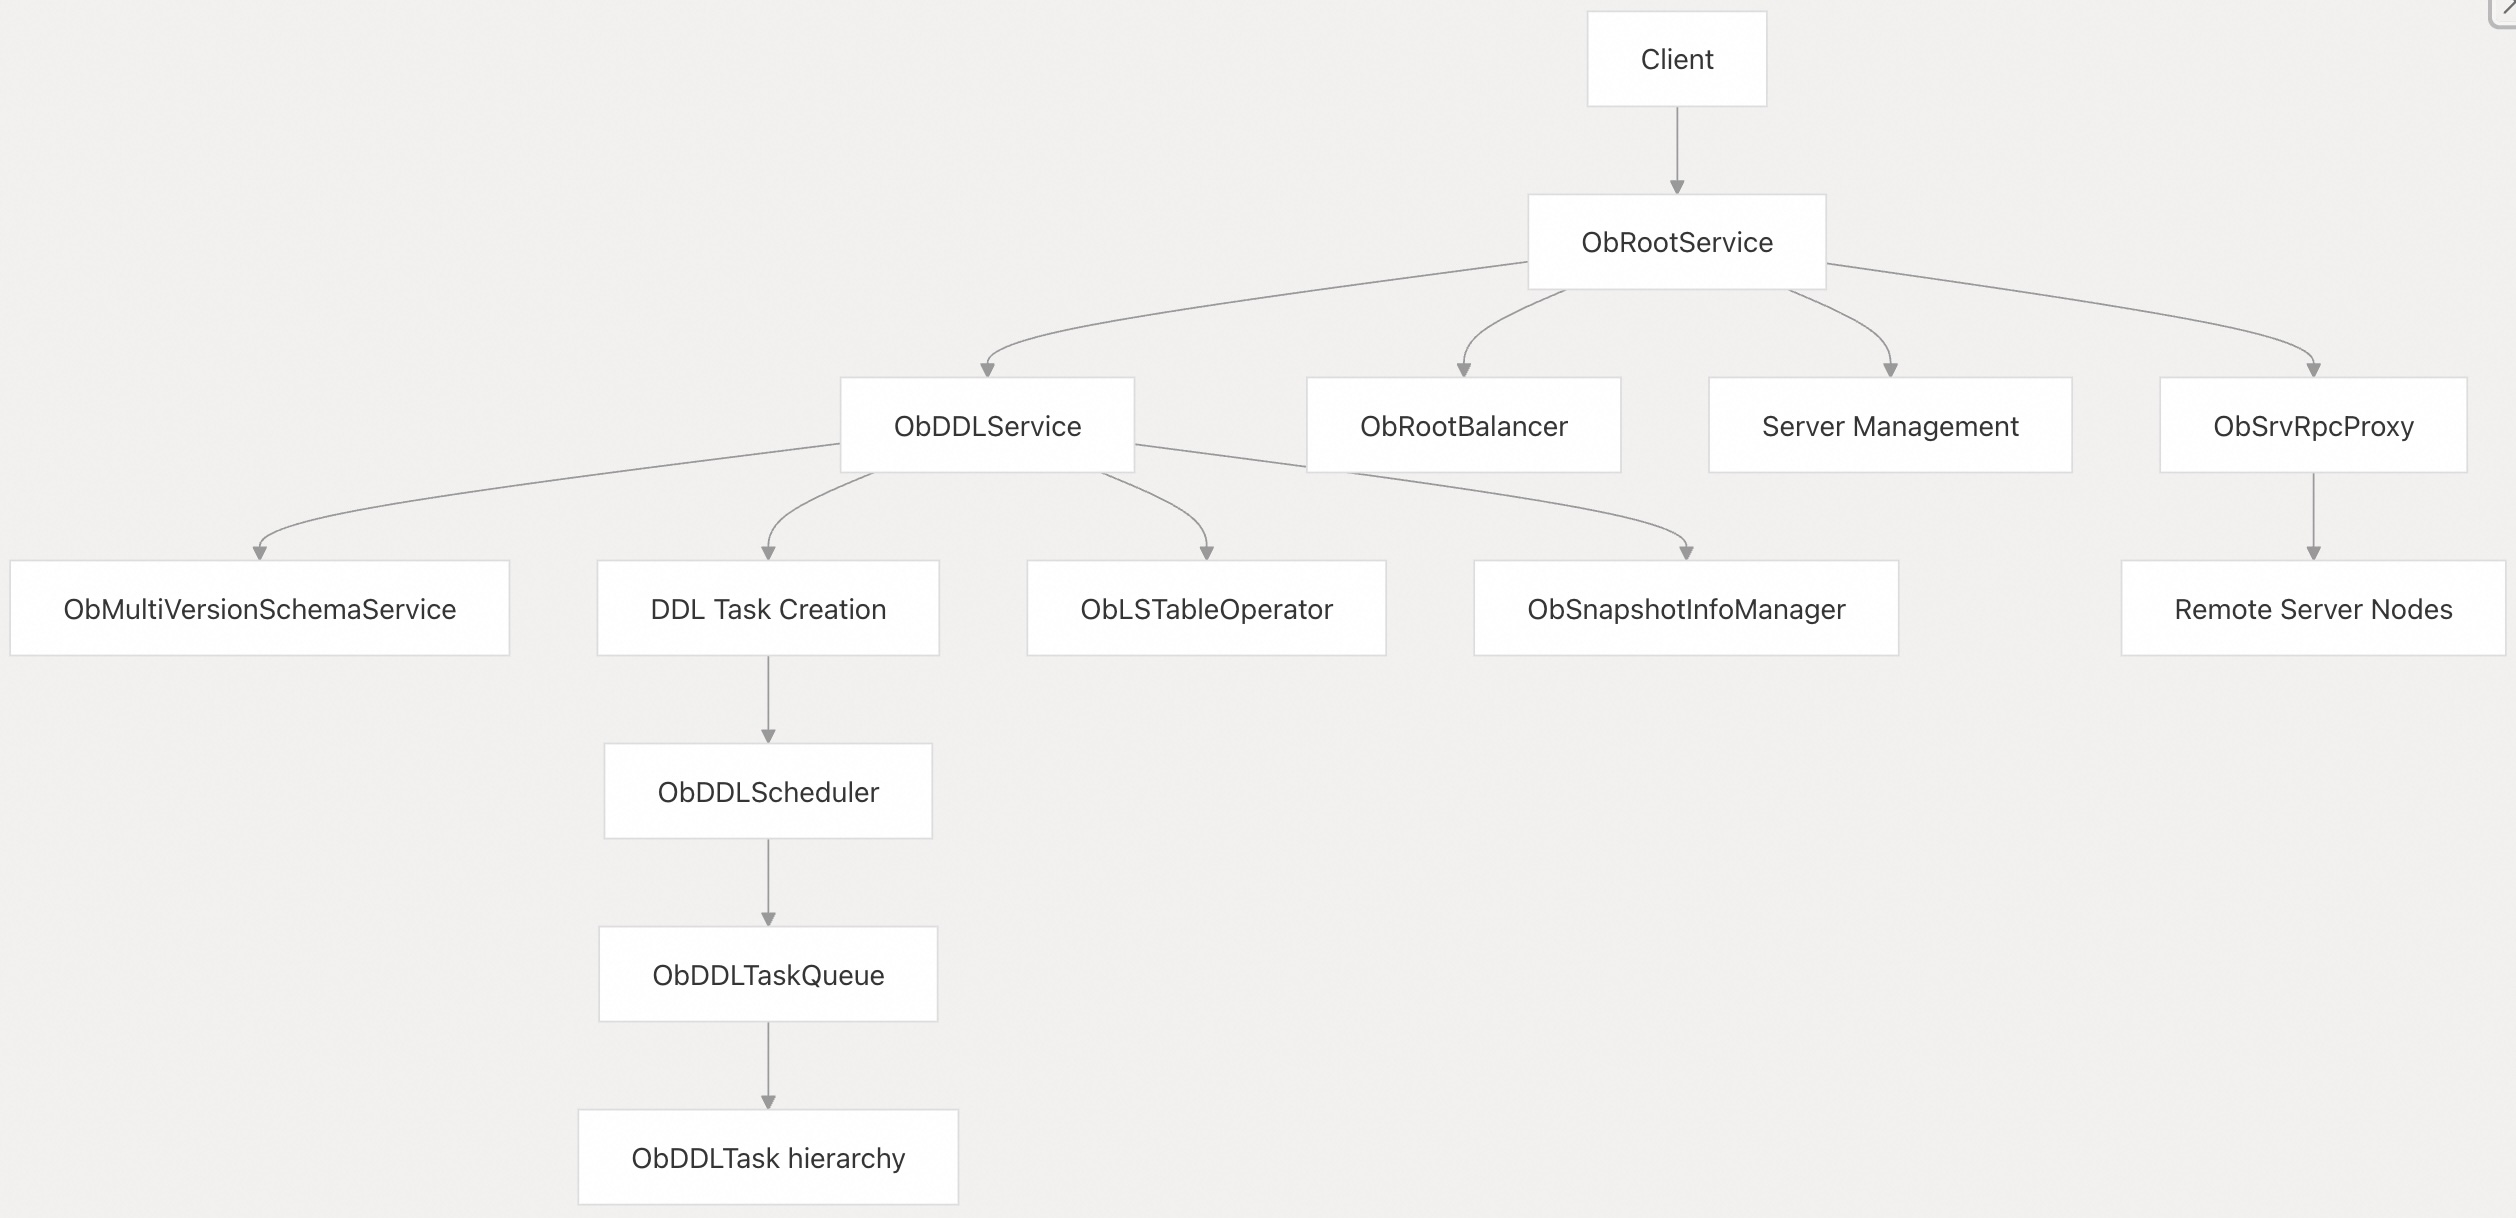 Client
ObRootService
ObDDLService
ObRootBalancer
Server Management
ObSrvRpcProxy
ObMultiVersionSchemaService
DDL Task Creation
ObLSTableOperator
ObSnapshotInfoManager
Remote Server Nodes
ObDDLScheduler
ObDDLTaskQueue
ObDDLTask hierarchy